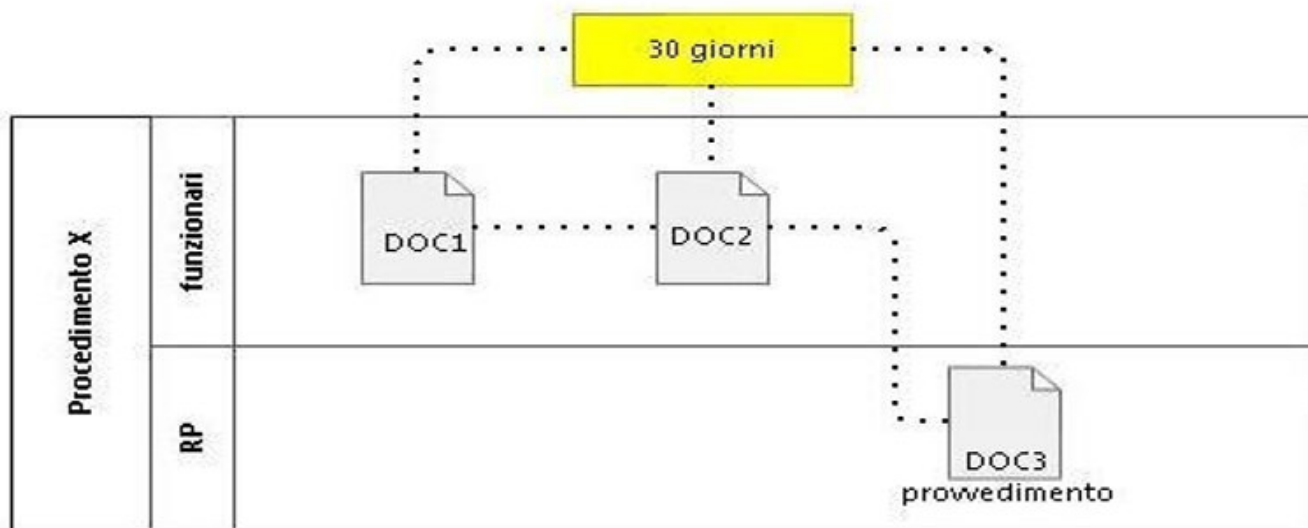 30 giorni
Procedimento X
funzionari
DOC1
DOC2
RP
DOC3
provvedimento